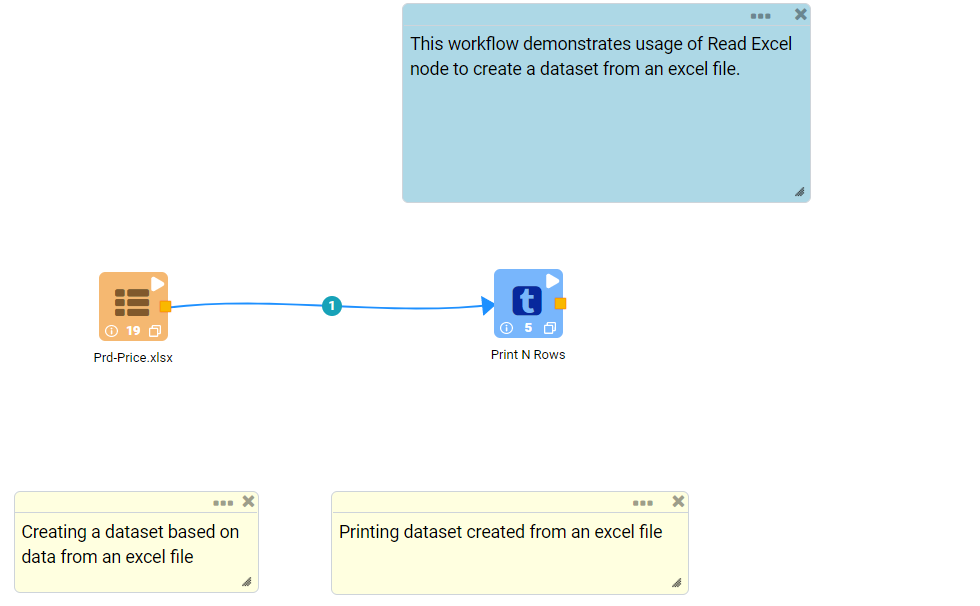 This workflow demonstrates usage of Read Excel
node to create a dataset from an excel file.
1
t
19
5
Prd-Price.xlsx
Print N Rows
Creating a dataset based on
data from an excel file
Printing dataset created from an excel file